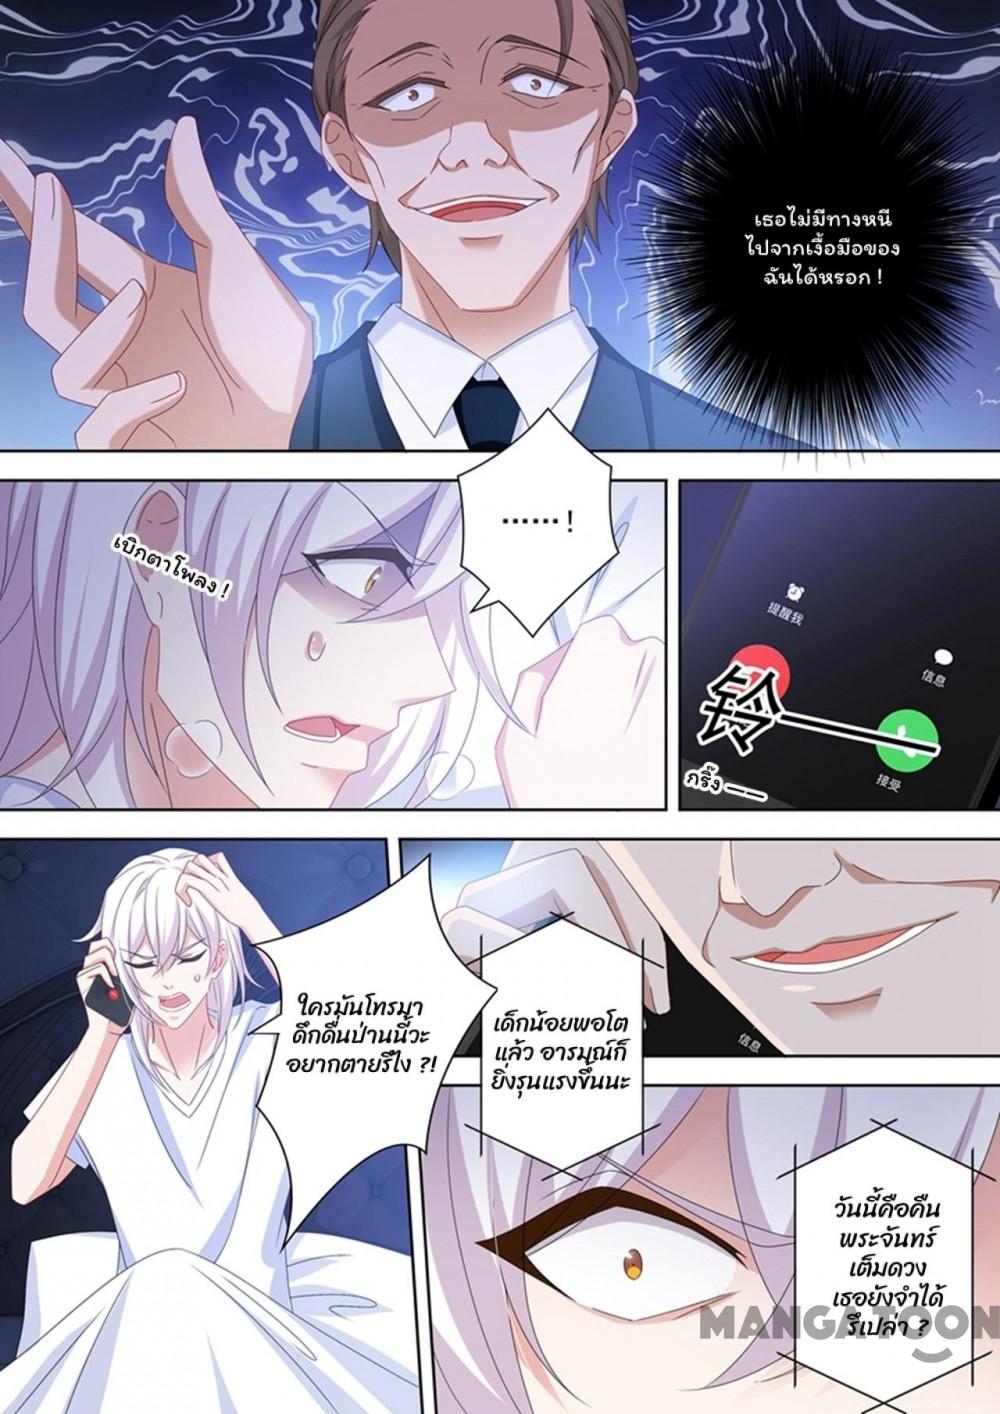 เธอไม่มีทางหนี
ไปจากเงื้อมือของ
ฉันได้หรอก !
……!
เบิกตาโพลง !
提醒我
信息
铃——
接受
กริ๊ง ——
ใครมันโทรมา
ดึกดื่นป่านนี้วะ
อยากตายรึไง ?!
เด็กน้อยพอโต
แล้ว อารมณ์ก็
ยิ่งรุนแรงขึ้นนะ
信息
วันนี้คือคืน
พระจันทร์
เต็มดวง
เธอยังจำได้
รึเปล่า ?
MANGATOON